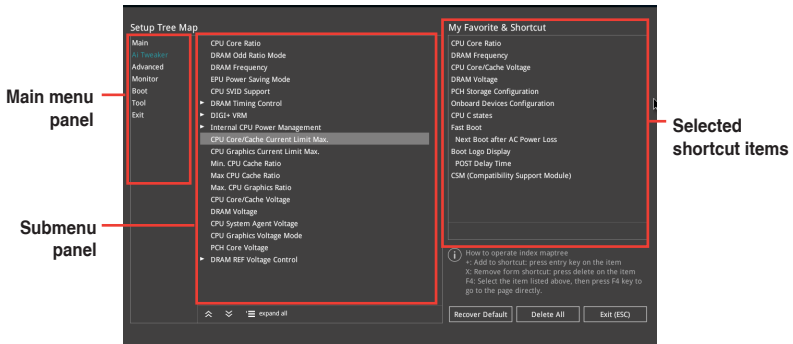 Setup Tree Map
Main
Ai Tweaker
Advanced
Monitor
Boot
Tool
Exit
CPU Core Ratio
DRAM Odd Ratio Mode
DRAM Frequency
EPU Power Saving Mode
CPU SVID Support
DRAM Timing Control
DIGI+ VRM
Internal CPU Power Management
CPU Core/Cache Current Limit Max.
CPU Graphics Current Limit Max.
Min. CPU Cache Ratio
Max CPU Cache Ratio
Max. CPU Graphics Ratio
CPU Core/Cache Voltage
DRAM Voltage
CPU System Agent Voltage
CPU Graphics Voltage Mode
PCH Core Voltage
DRAM REF Voltage Control
expand all
My Favorite & Shortcut
CPU Core Ratio
DRAM Frequency
CPU Core/Cache Voltage
DRAM Voltage
PCH Storage Configuration
Onboard Devices Configuration
CPU C states
Fast Boot
Next Boot after AC Power Loss
Boot Logo Display
POST Delay Time
CSM (Compatibility Support Module)
i How to operate index maptree
+: Add to shortcut: press entry key on the item
X: Remove form shortcut: press delete on the item
F4: Select the item listed above, then press F4 key to
go to the page directly.
Recover Default
Delete All
Exit (ESC)
Main menu
panel
Submenu
panel
Selected
shortcut items